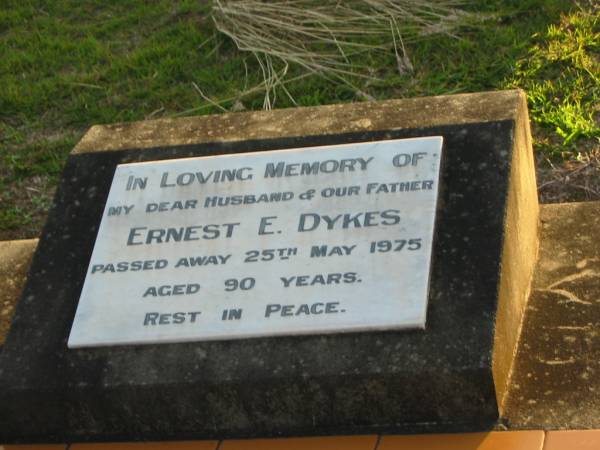 IN LOVING MEMORY OF
MY DEAR HUSBAND & OUR FATHER
ERNEST E. DYKES
PASSED AWAY 25TH MAY 1975
AGED 90 YEARS.
REST IN PEACE.